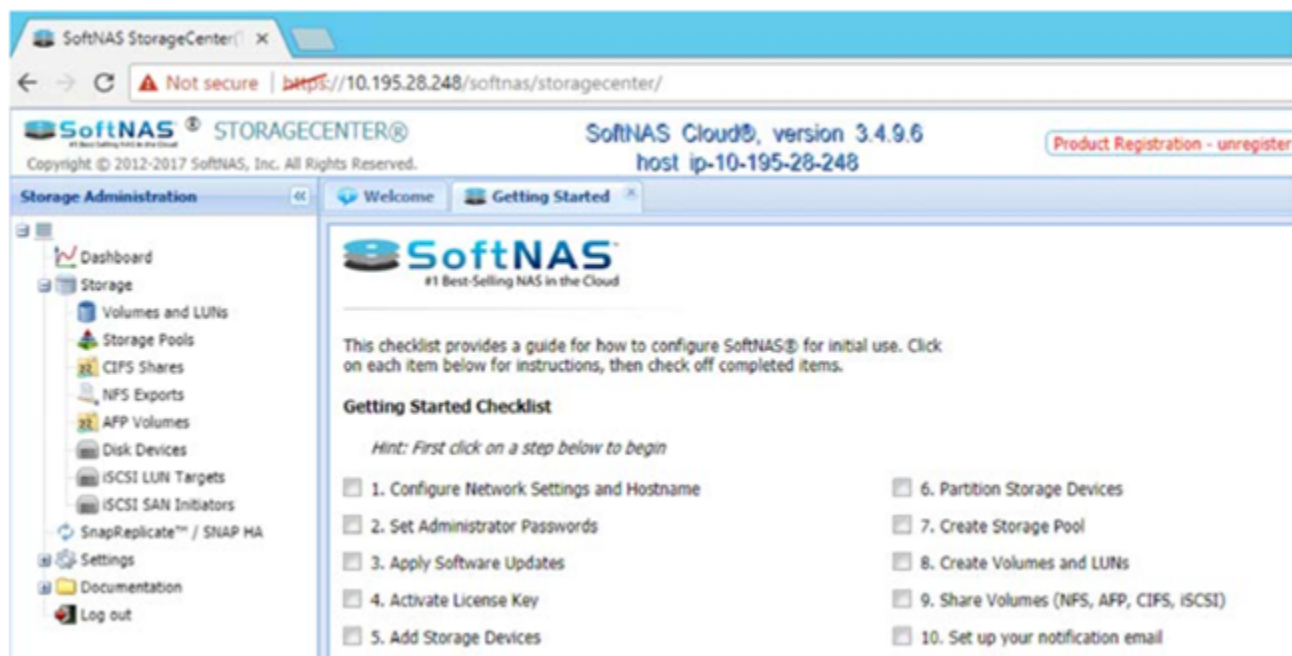 SoftNAS StorageCenter(
Not secure | https://10.195.28.248/softnas/storagecenter/
SoftNAS ® STORAGECENTER®
#1 Best-Selling NAS in the Cloud
Copyright © 2012-2017 SoftNAS, Inc. All Rights Reserved.
SoftNAS Cloud®, version 3.4.9.6
host ip-10-195-28-248
Product Registration - unregister
Storage Administration
Welcome
Getting Started
Dashboard
Storage
Volumes and LUNs
Storage Pools
CIFS Shares
NFS Exports
AFP Volumes
Disk Devices
iSCSI LUN Targets
iSCSI SAN Initiators
SnapReplicate™ / SNAP HA
Settings
Documentation
Log out
SoftNAS™
#1 Best-Selling NAS in the Cloud
This checklist provides a guide for how to configure SoftNAS® for initial use. Click
on each item below for instructions, then check off completed items.
Getting Started Checklist
Hint: First click on a step below to begin
1. Configure Network Settings and Hostname
2. Set Administrator Passwords
3. Apply Software Updates
4. Activate License Key
5. Add Storage Devices
6. Partition Storage Devices
7. Create Storage Pool
8. Create Volumes and LUNs
9. Share Volumes (NFS, AFP, CIFS, iSCSI)
10. Set up your notification email